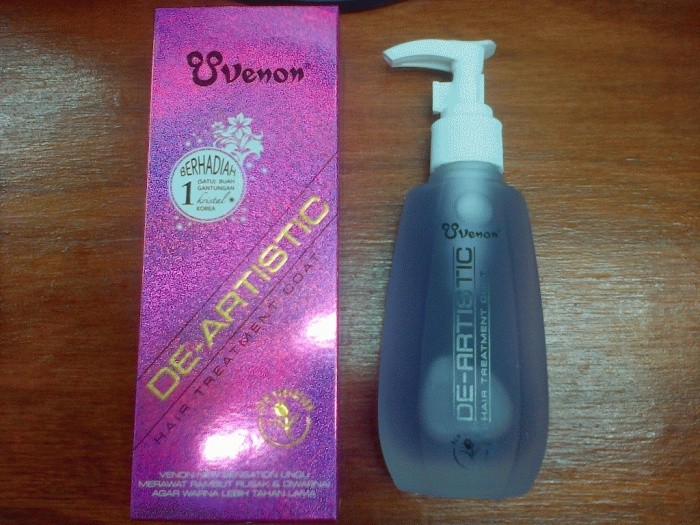 Venon
BERHADIAH
1
(SATU) BUAH
GANTUNGAN
kristal
KOREA
DE-ARTISTIC
HAIR TREATMENT COAT
VENON NEW SENSATION UNGU
MERAWAT RAMBUT RUSAK & DIWARNAI
AGAR WARNA LEBIH TAHAN LAMA
Venon
DE-ARTISTIC
HAIR TREATMENT COAT